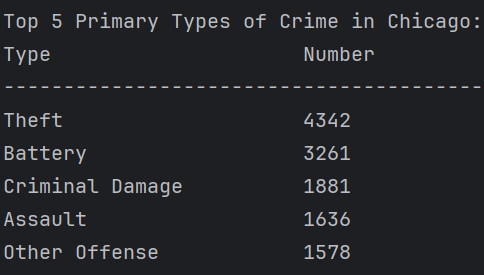 Top 5 Primary Types of Crime in Chicago:
Type                     Number
----------------------------------------
Theft                    4342
Battery                  3261
Criminal Damage          1881
Assault                  1636
Other Offense            1578